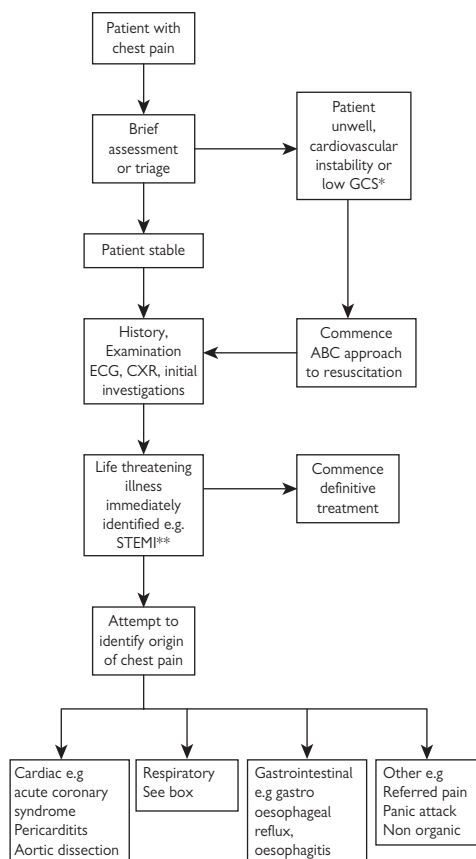 Patient with
chest pain
Brief
assessment
or triage
Patient
unwell,
cardiovascular
instability or
low GCS*
Patient stable
History,
Examination
ECG, CXR, initial
investigations
Commence
ABC approach
to resuscitation
Life threatening
illness
immediately
identified e.g.
STEMI**
Commence
definitive
treatment
Attempt to
identify origin
of chest pain
Cardiac e.g
acute coronary
syndrome
Pericarditits
Aortic dissection
Respiratory
See box
Gastrointestinal
e.g gastro
oesophageal
reflux,
oesophagitis
Other e.g
Referred pain
Panic attack
Non organic